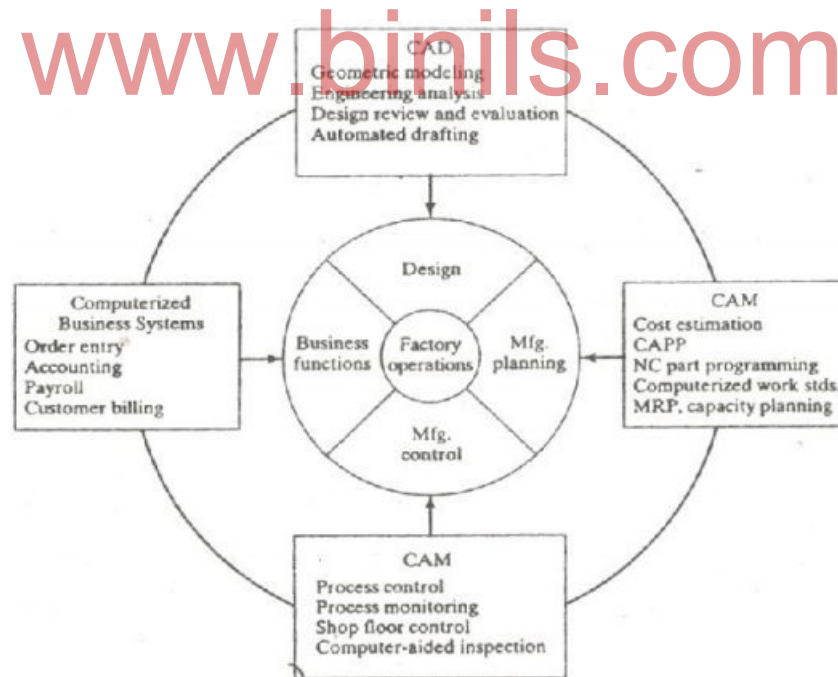 www.binils.com
CAD
Geometric modeling
Engineering analysis
Design review and evaluation
Automated drafting
Design
Computerized
Business Systems
Order entry
Accounting
Payroll
Customer billing
Business
functions
Factory
operations
Mfg.
planning
CAM
Cost estimation
CAPP
NC part programming
Computerized work stds.
MRP, capacity planning
Mfg.
control
CAM
Process control
Process monitoring
Shop floor control
Computer-aided inspection